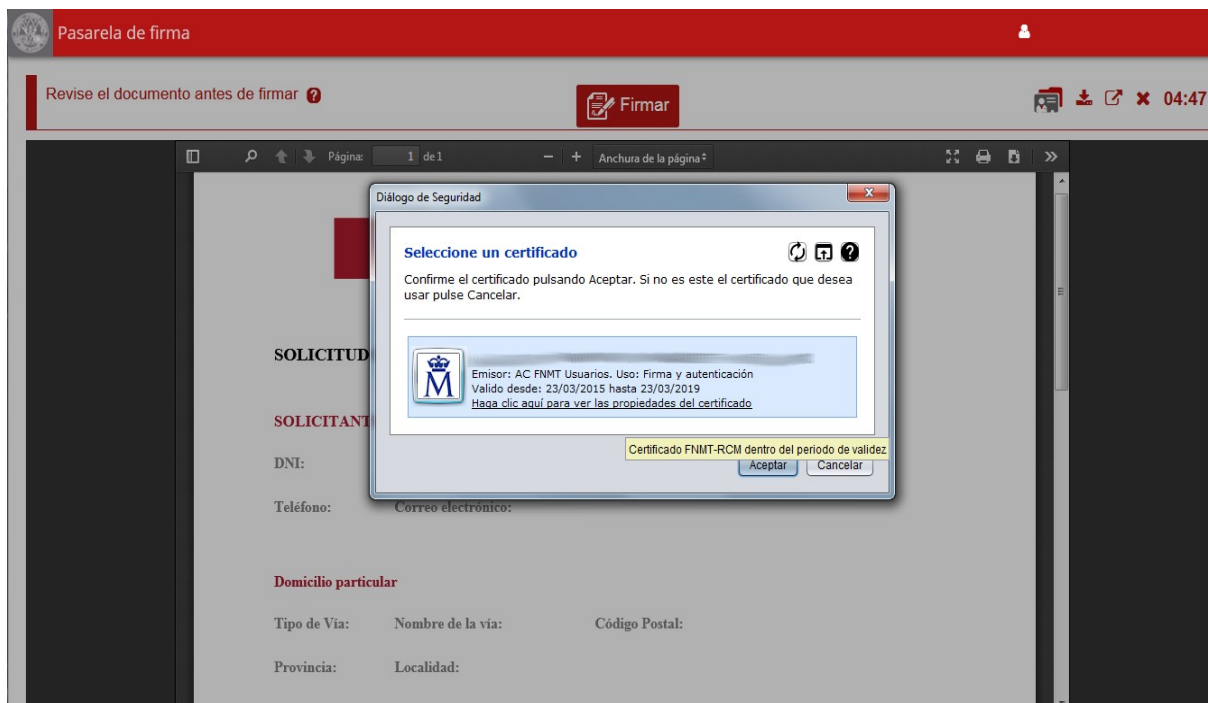 Pasarela de firma
Revise el documento antes de firmar ?
Firmar
04:47
Página: 1 de 1
Anchura de la página
Diálogo de Seguridad
Seleccione un certificado
Confirme el certificado pulsando Aceptar. Si no es este el certificado que desea
usar pulse Cancelar.
M
Emisor: AC FNMT Usuarios. Uso: Firma y autenticación
Valido desde: 23/03/2015 hasta 23/03/2019
Haga clic aquí para ver las propiedades del certificado
Certificado FNMT-RCM dentro del periodo de validez
Aceptar Cancelar
SOLICITUD
SOLICITANT
DNI:
Teléfono: Correo electrónico:
Domicilio particular
Tipo de Vía: Nombre de la vía: Código Postal:
Provincia: Localidad: